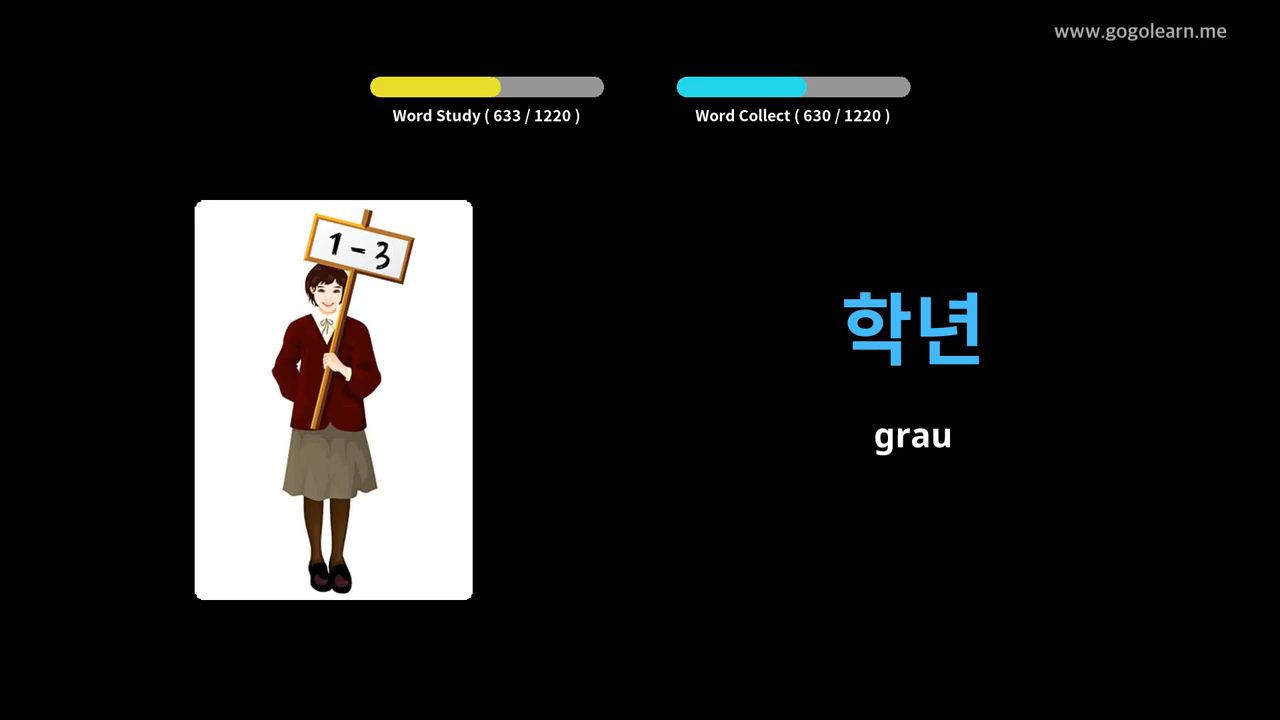 www.gogolearn.me
Word Study ( 633 / 1220 )
Word Collect ( 630 / 1220 )
1 - 3
학년
grau